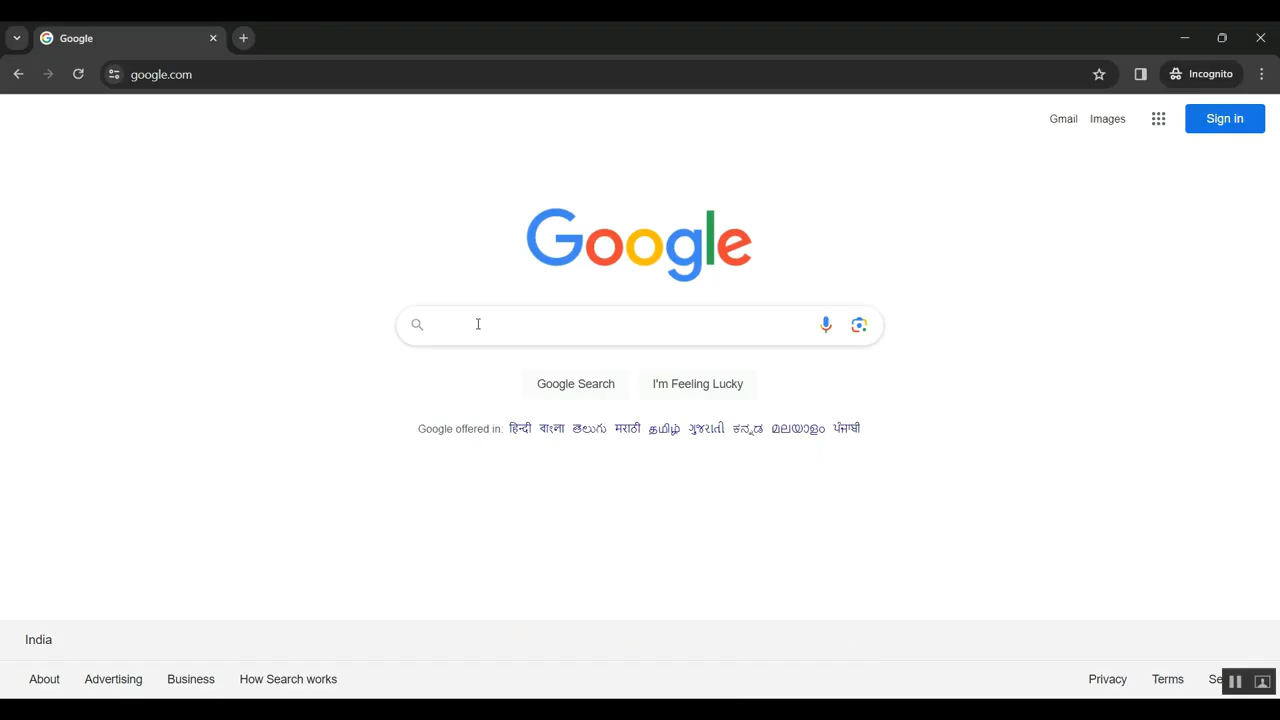 Google
google.com
Incognito
Gmail Images Sign in
Google
Google Search I'm Feeling Lucky
Google offered in: हिन्दी বাংলা తెలుగు मराठी தமிழ் ગુજરાતી ಕನ್ನಡ മലയാളം ਪੰਜਾਬੀ
India
About Advertising Business How Search works Privacy Terms